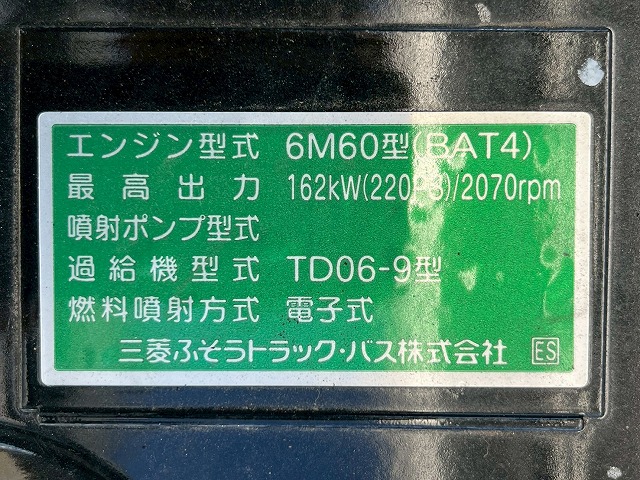 エンジン型式 6M60型(BAT4)
最高出力 162kW(220PS)/2070rpm
噴射ポンプ型式
過給機型式 TD06-9型
燃料噴射方式 電子式
三菱ふそうトラック・バス株式会社 ES